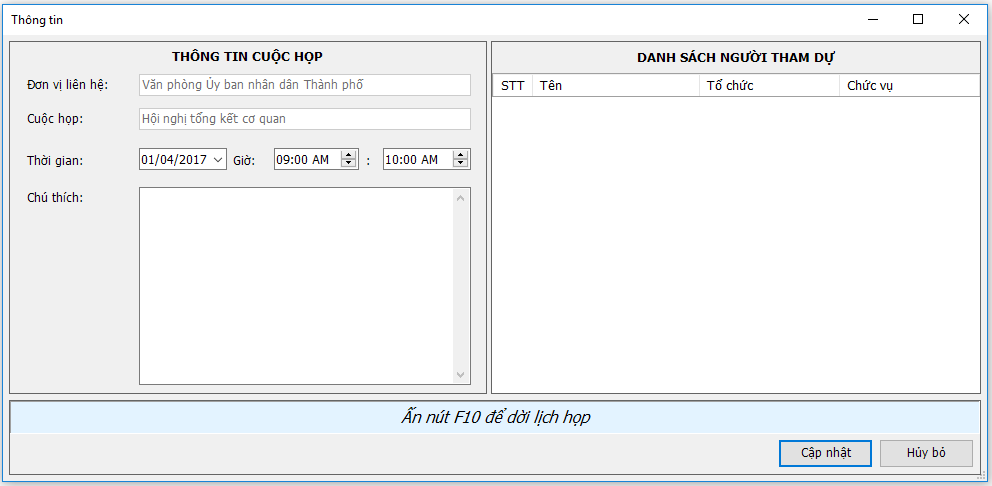 Thông tin
THÔNG TIN CUỘC HỌP
Đơn vị liên hệ: Văn phòng Ủy ban nhân dân Thành phố
Cuộc họp: Hội nghị tổng kết cơ quan
Thời gian: 01/04/2017 Giờ: 09:00 AM : 10:00 AM
Chú thích:
DANH SÁCH NGƯỜI THAM DỰ
STT Tên Tổ chức Chức vụ
Ấn nút F10 để dời lịch họp
Cập nhật Hủy bỏ